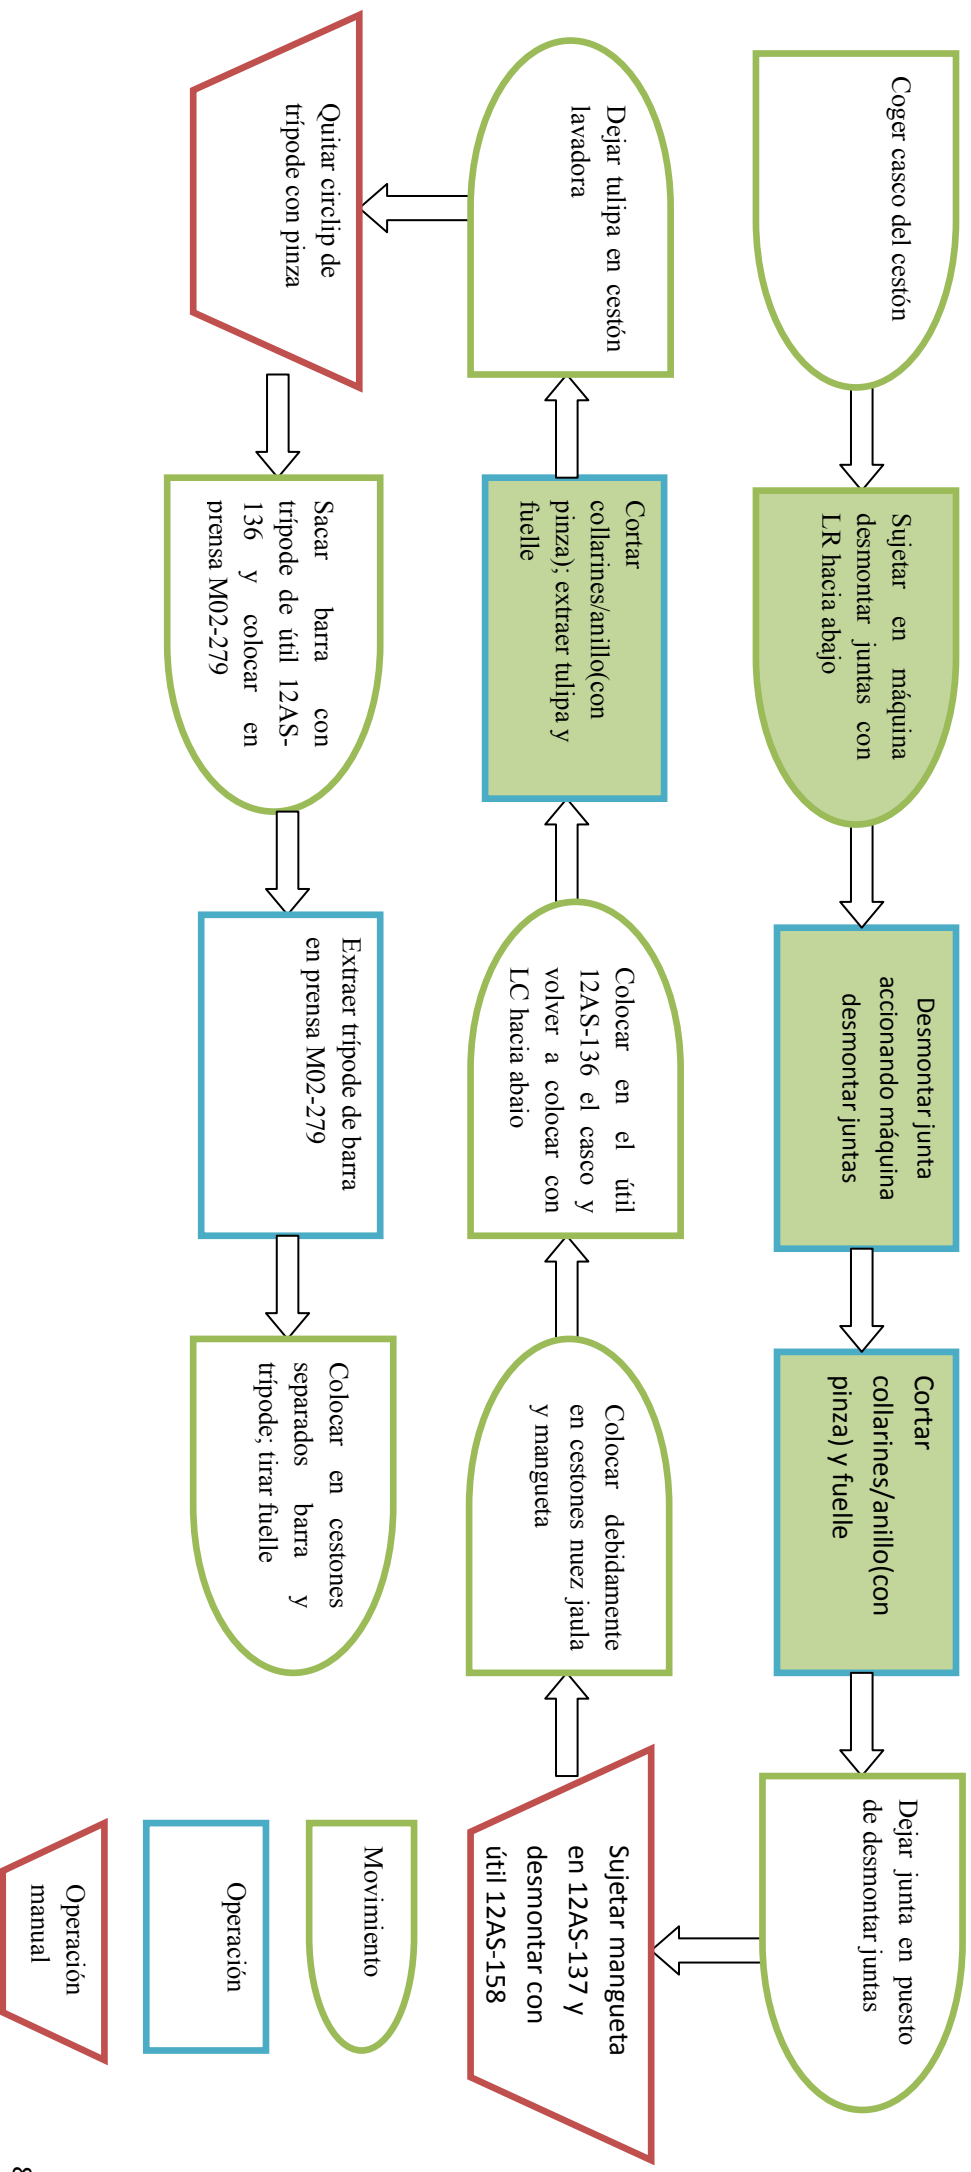 Coger casco del cestón
Sujetar en máquina
desmontar juntas con
LR hacia abajo
Desmontar junta
accionando máquina
desmontar juntas
Cortar
collarines/anillo(con
pinza) y fuelle
Dejar junta en puesto
de desmontar juntas
Sujetar mangueta
en 12AS-137 y
desmontar con
útil 12AS-158
Colocar debidamente
en cestones nuez jaula
y mangueta
Colocar en el útil
12AS-136 el casco y
volver a colocar con
LC hacia abaio
Cortar
collarines/anillo(con
pinza); extraer tulipa y
fuelle
Dejar tulipa en cestón
lavadora
Quitar circlip de
trípode con pinza
Sacar barra con
trípode de útil 12AS-
136 y colocar en
prensa M02-279
Extraer trípode de barra
en prensa M02-279
Colocar en cestones
separados barra y
trípode; tirar fuelle
Movimiento
Operación
Operación
manual
8